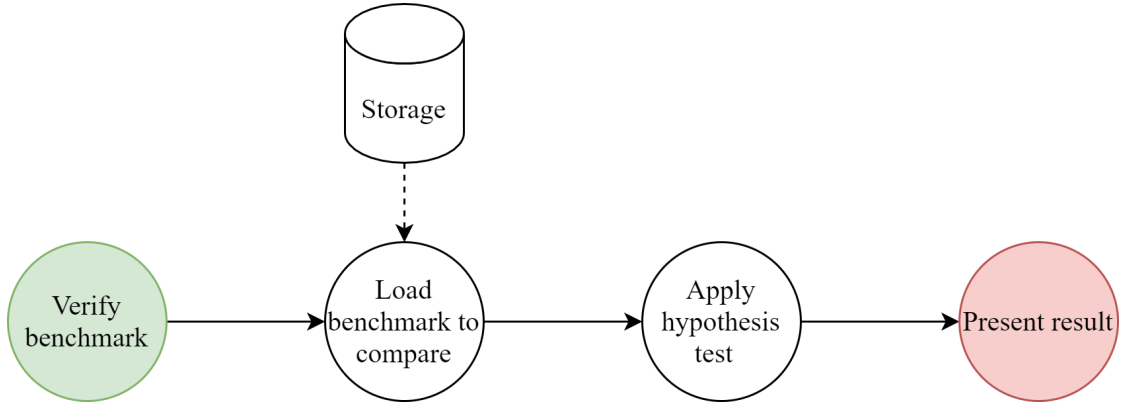 Storage
Verify
benchmark
Load
benchmark to
compare
Apply
hypothesis
test
Present result